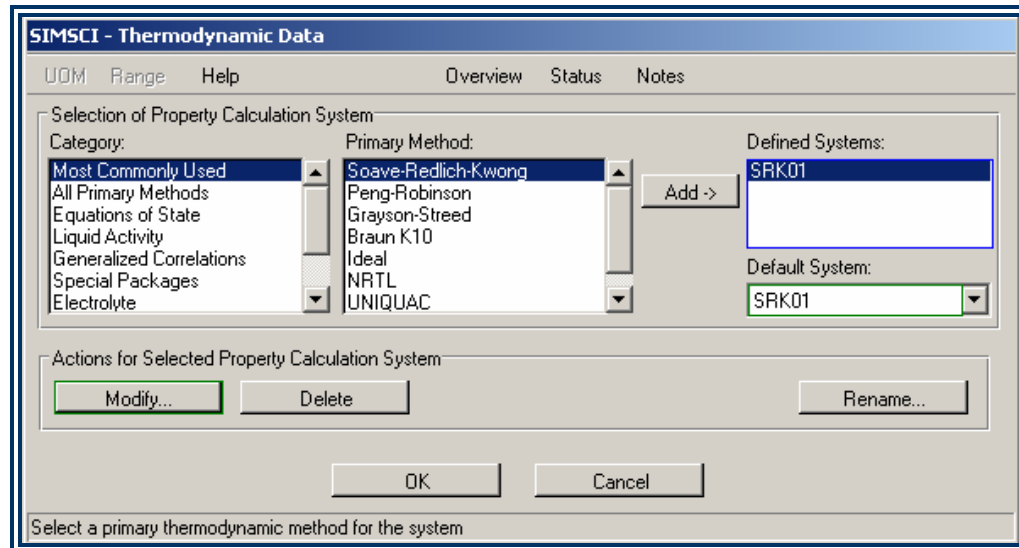 SIMSCI - Thermodynamic Data
UOM Range Help Overview Status Notes
Selection of Property Calculation System
Category:
Most Commonly Used
All Primary Methods
Equations of State
Liquid Activity
Generalized Correlations
Special Packages
Electrolyte
Primary Method:
Soave-Redlich-Kwong
Peng-Robinson
Grayson-Streed
Braun K10
Ideal
NRTL
UNIQUAC
Add ->
Defined Systems:
SRK01
Default System:
SRK01
Actions for Selected Property Calculation System
Modify... Delete Rename...
OK Cancel
Select a primary thermodynamic method for the system